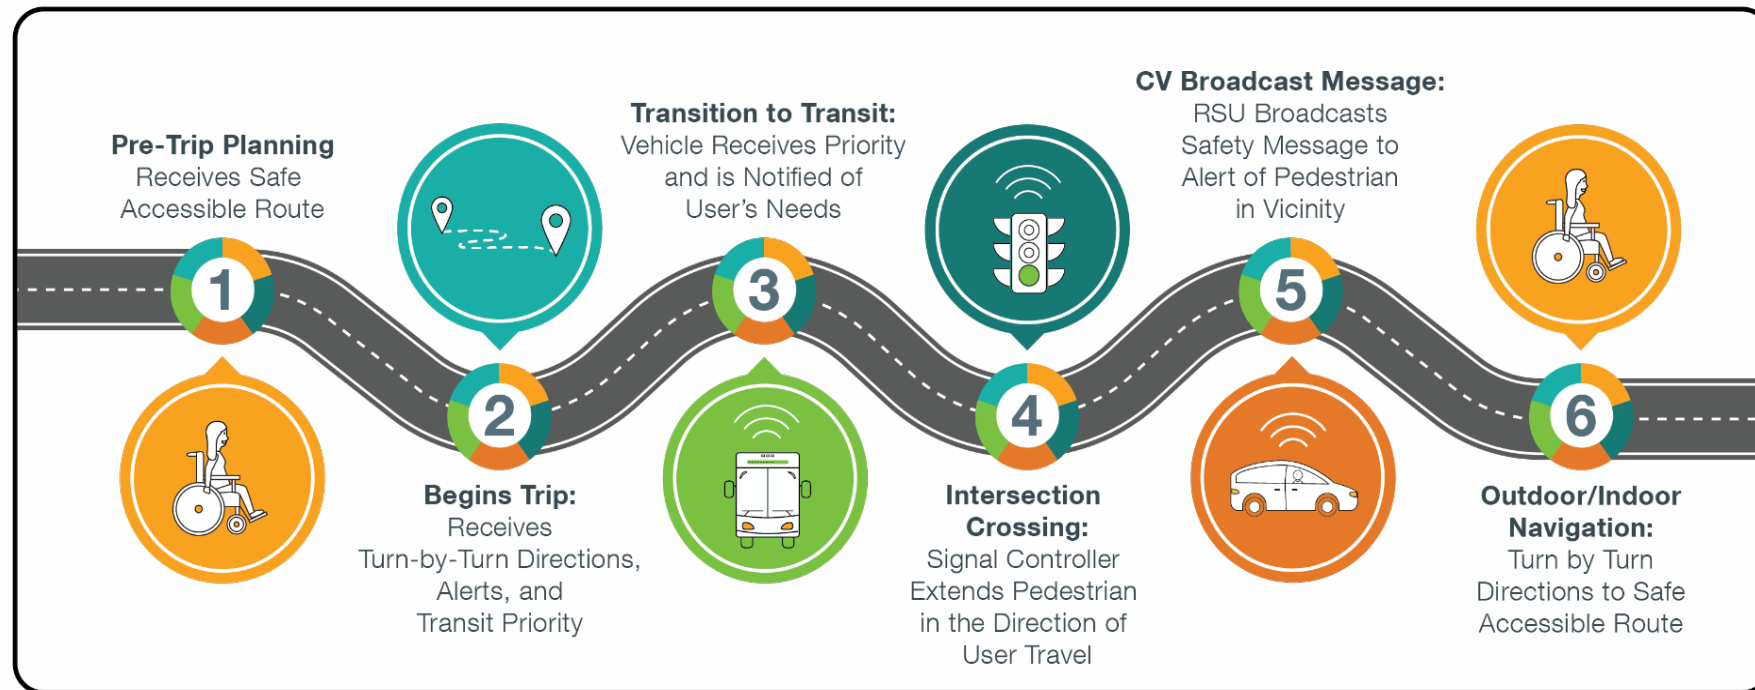 1
Pre-Trip Planning
Receives Safe
Accessible Route
2
Begins Trip:
Receives
Turn-by-Turn Directions,
Alerts, and
Transit Priority
3
Transition to Transit:
Vehicle Receives Priority
and is Notified of
User's Needs
4
Intersection
Crossing:
Signal Controller
Extends Pedestrian
in the Direction of
User Travel
5
CV Broadcast Message:
RSU Broadcasts
Safety Message to
Alert of Pedestrian
in Vicinity
6
Outdoor/Indoor
Navigation:
Turn by Turn
Directions to Safe
Accessible Route